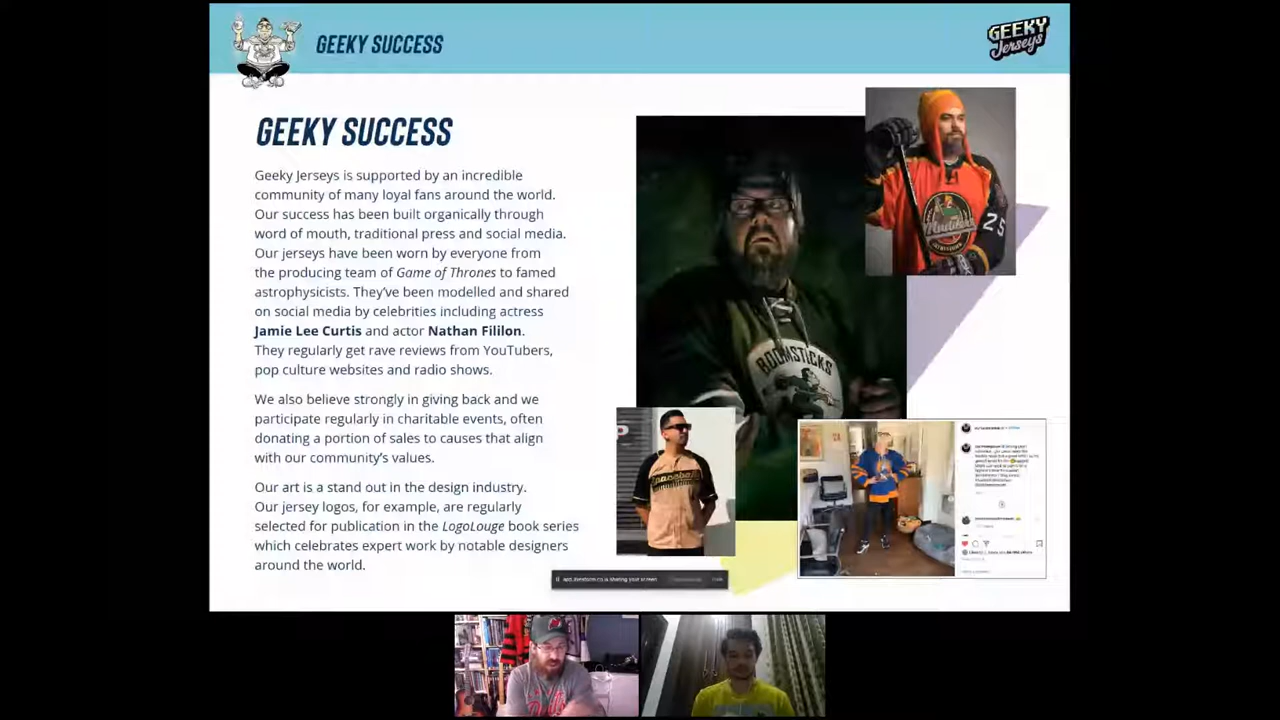 GEEKY SUCCESS
GEEKY
Jerseys
GEEKY SUCCESS
Geeky Jerseys is supported by an incredible
community of many loyal fans around the world.
Our success has been built organically through
word of mouth, traditional press and social media.
Our jerseys have been worn by everyone from
the producing team of Game of Thrones to famed
astrophysicists. They've been modelled and shared
on social media by celebrities including actress
Jamie Lee Curtis and actor Nathan Fililon.
They regularly get rave reviews from YouTubers,
pop culture websites and radio shows.
We also believe strongly in giving back and we
participate regularly in charitable events, often
donating a portion of sales to causes that align
with our community's values.
Our art is a stand out in the design industry.
Our jersey logos, for example, are regularly
selected for publication in the LogoLouge book series
which celebrates expert work by notable designers
around the world.
25
BOOMSTICKS
is sharing your screen